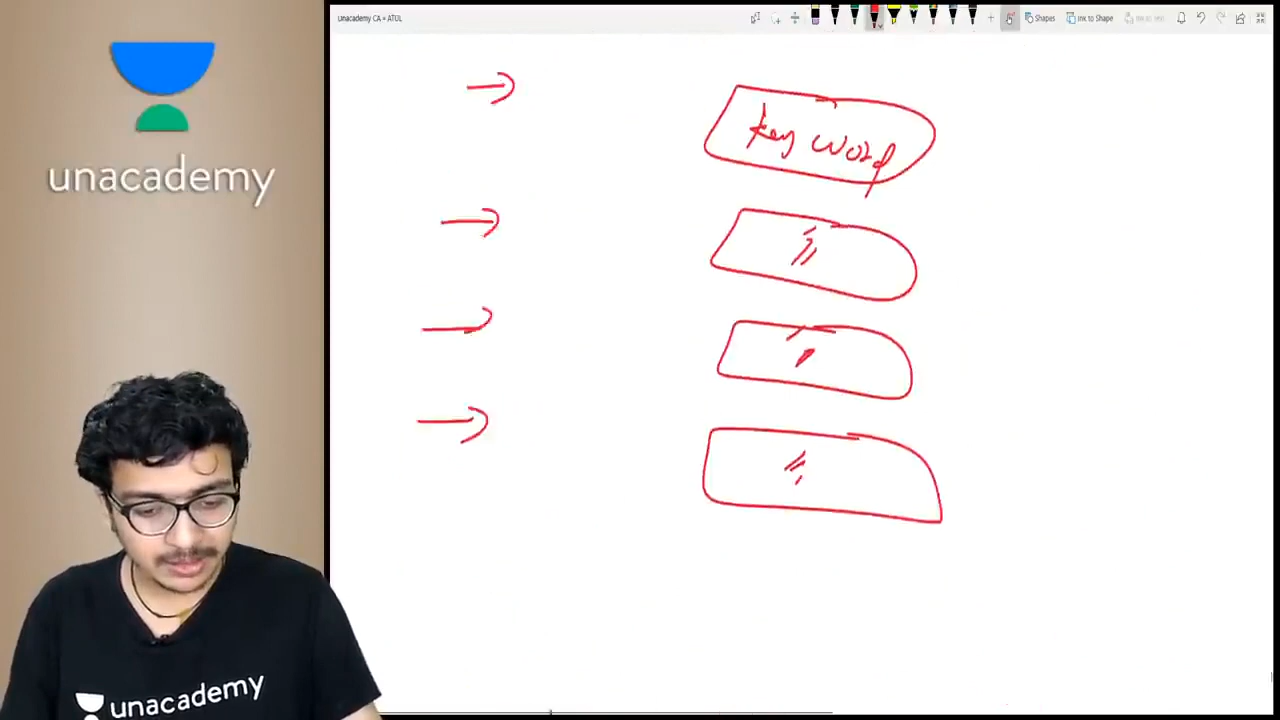 unacademy CA = ATUL
Shapes
Ink to Shape
unacademy
key word
unacademy